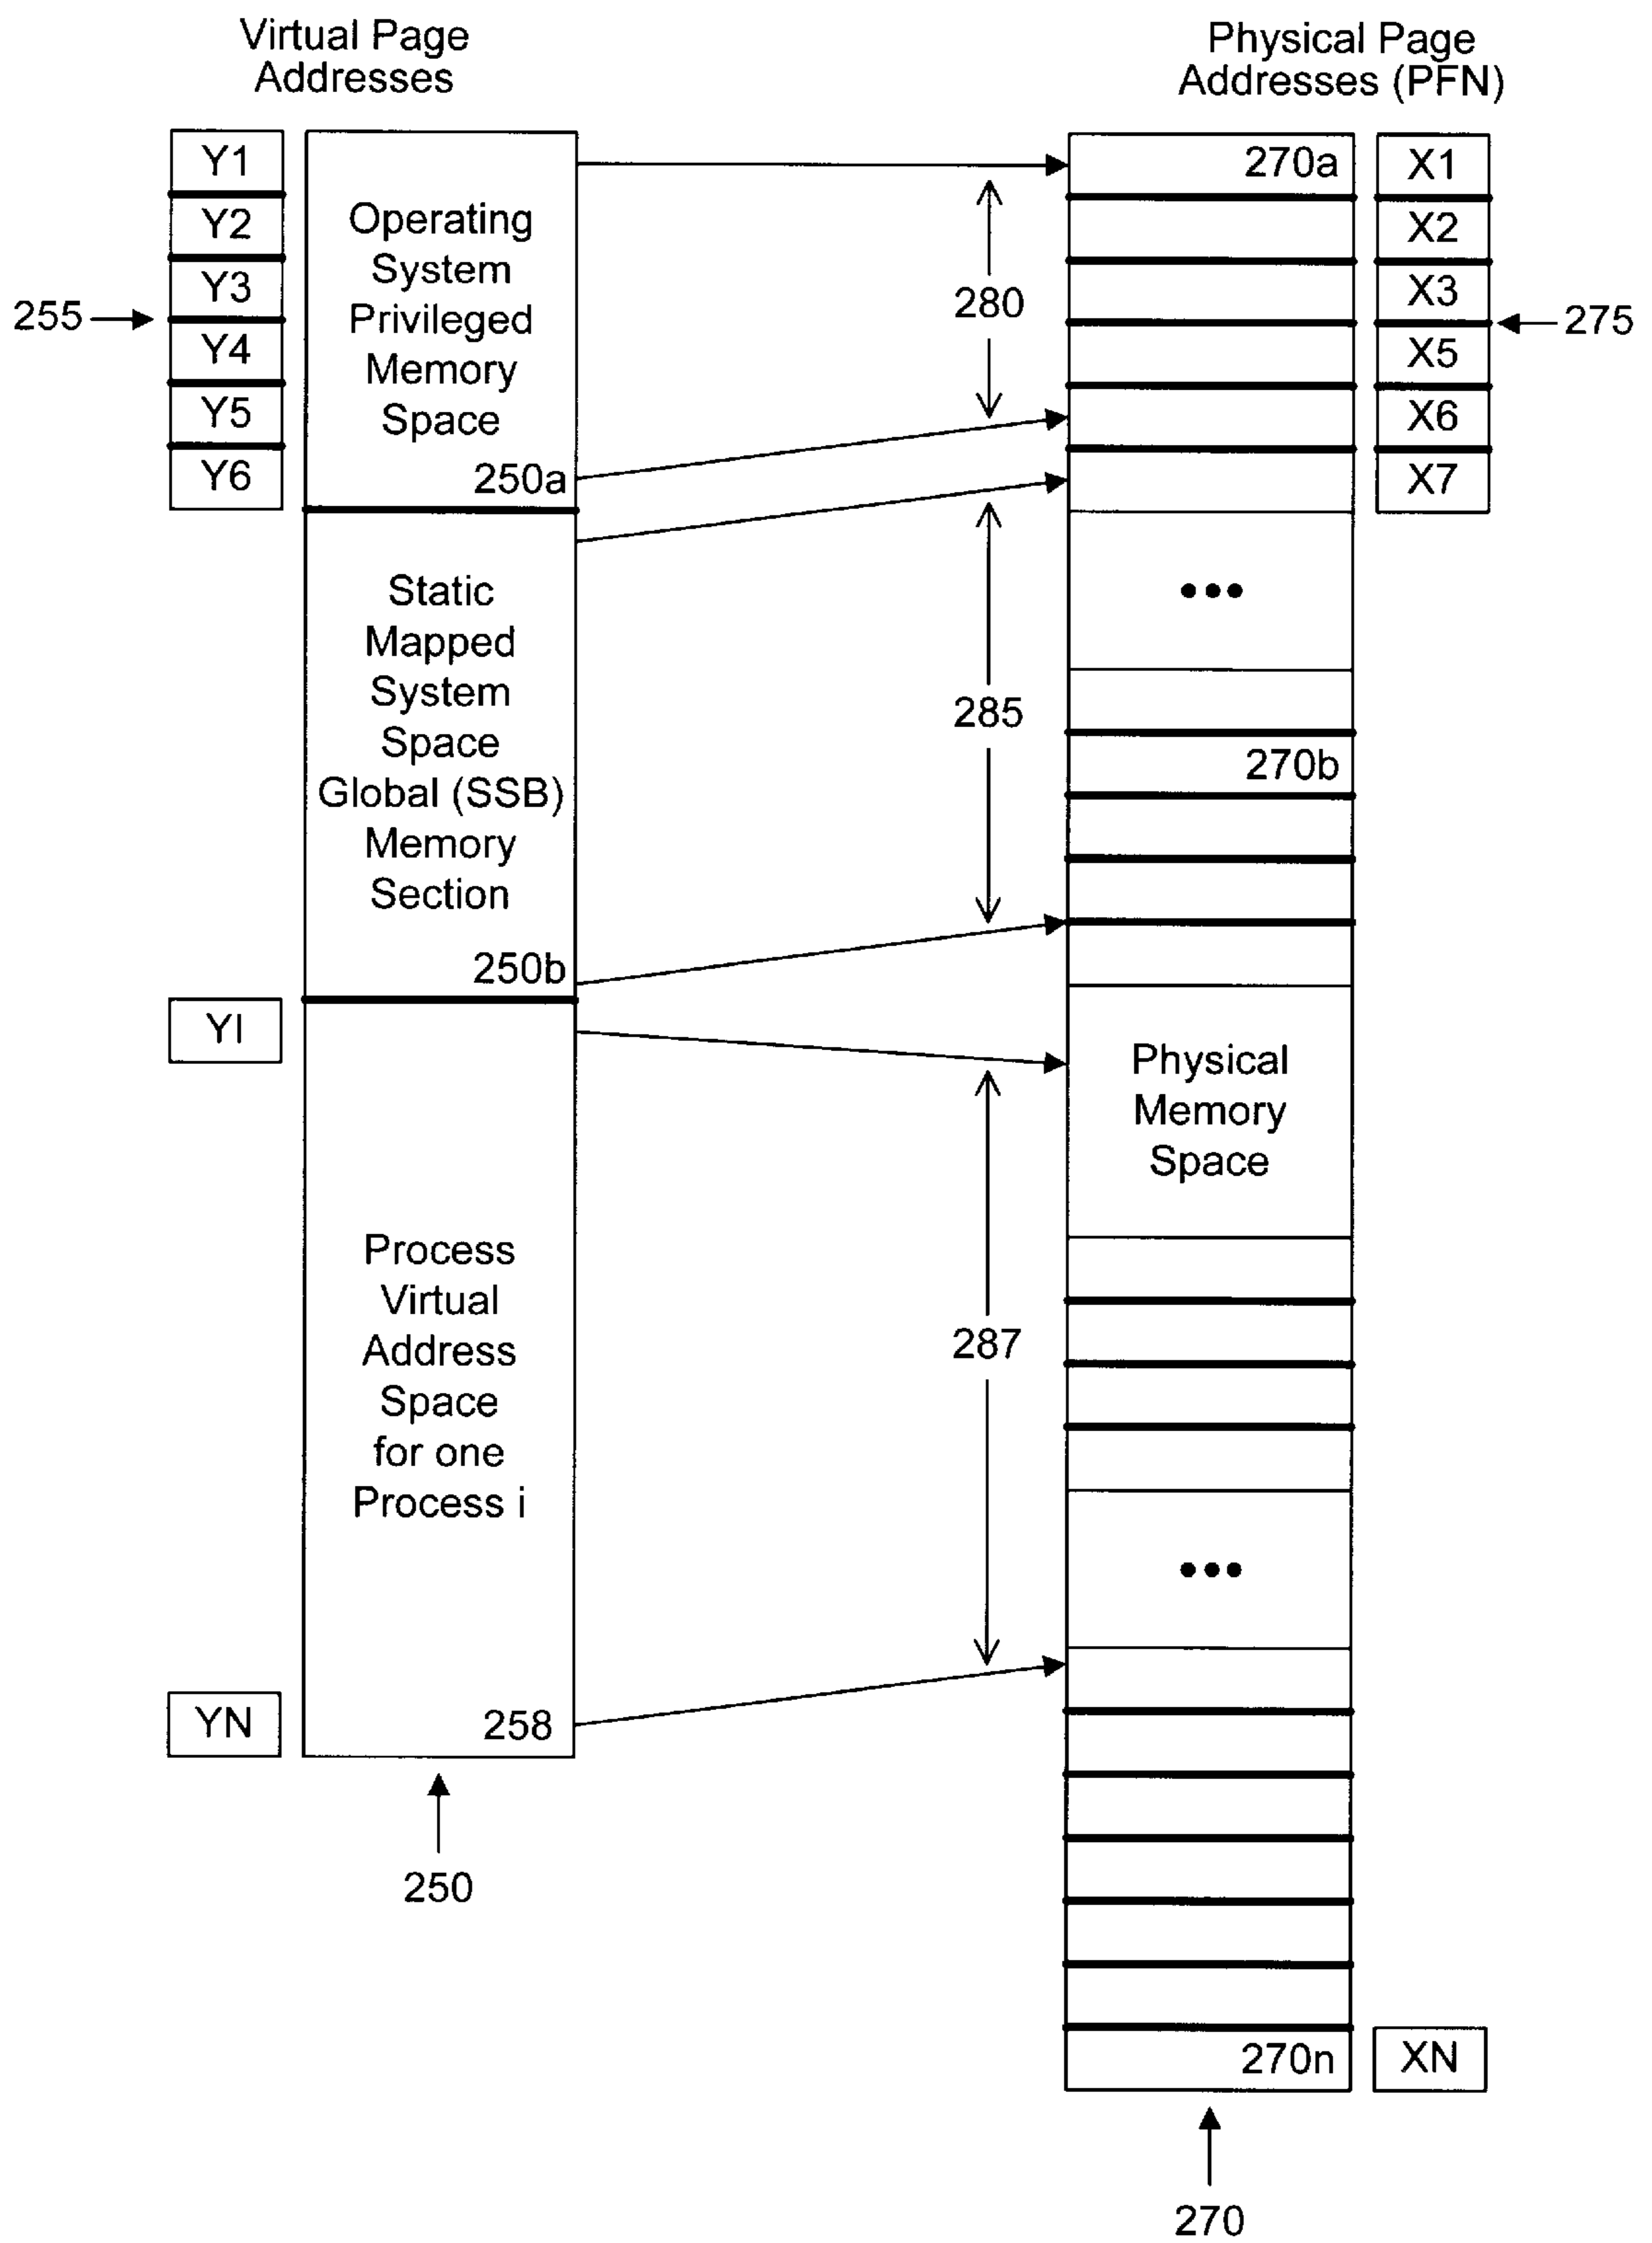 Virtual Page
Addresses
Physical Page
Addresses (PFN)
Y1
Y2
Y3
Y4
Y5
Y6
255
Operating
System
Privileged
Memory
Space
250a
280
270a
X1
X2
X3
X5
X6
X7
275
Static
Mapped
System
Space
Global (SSB)
Memory
Section
250b
285
•••
270b
YI
Process
Virtual
Address
Space
for one
Process i
258
YN
250
287
Physical
Memory
Space
•••
270n
XN
270